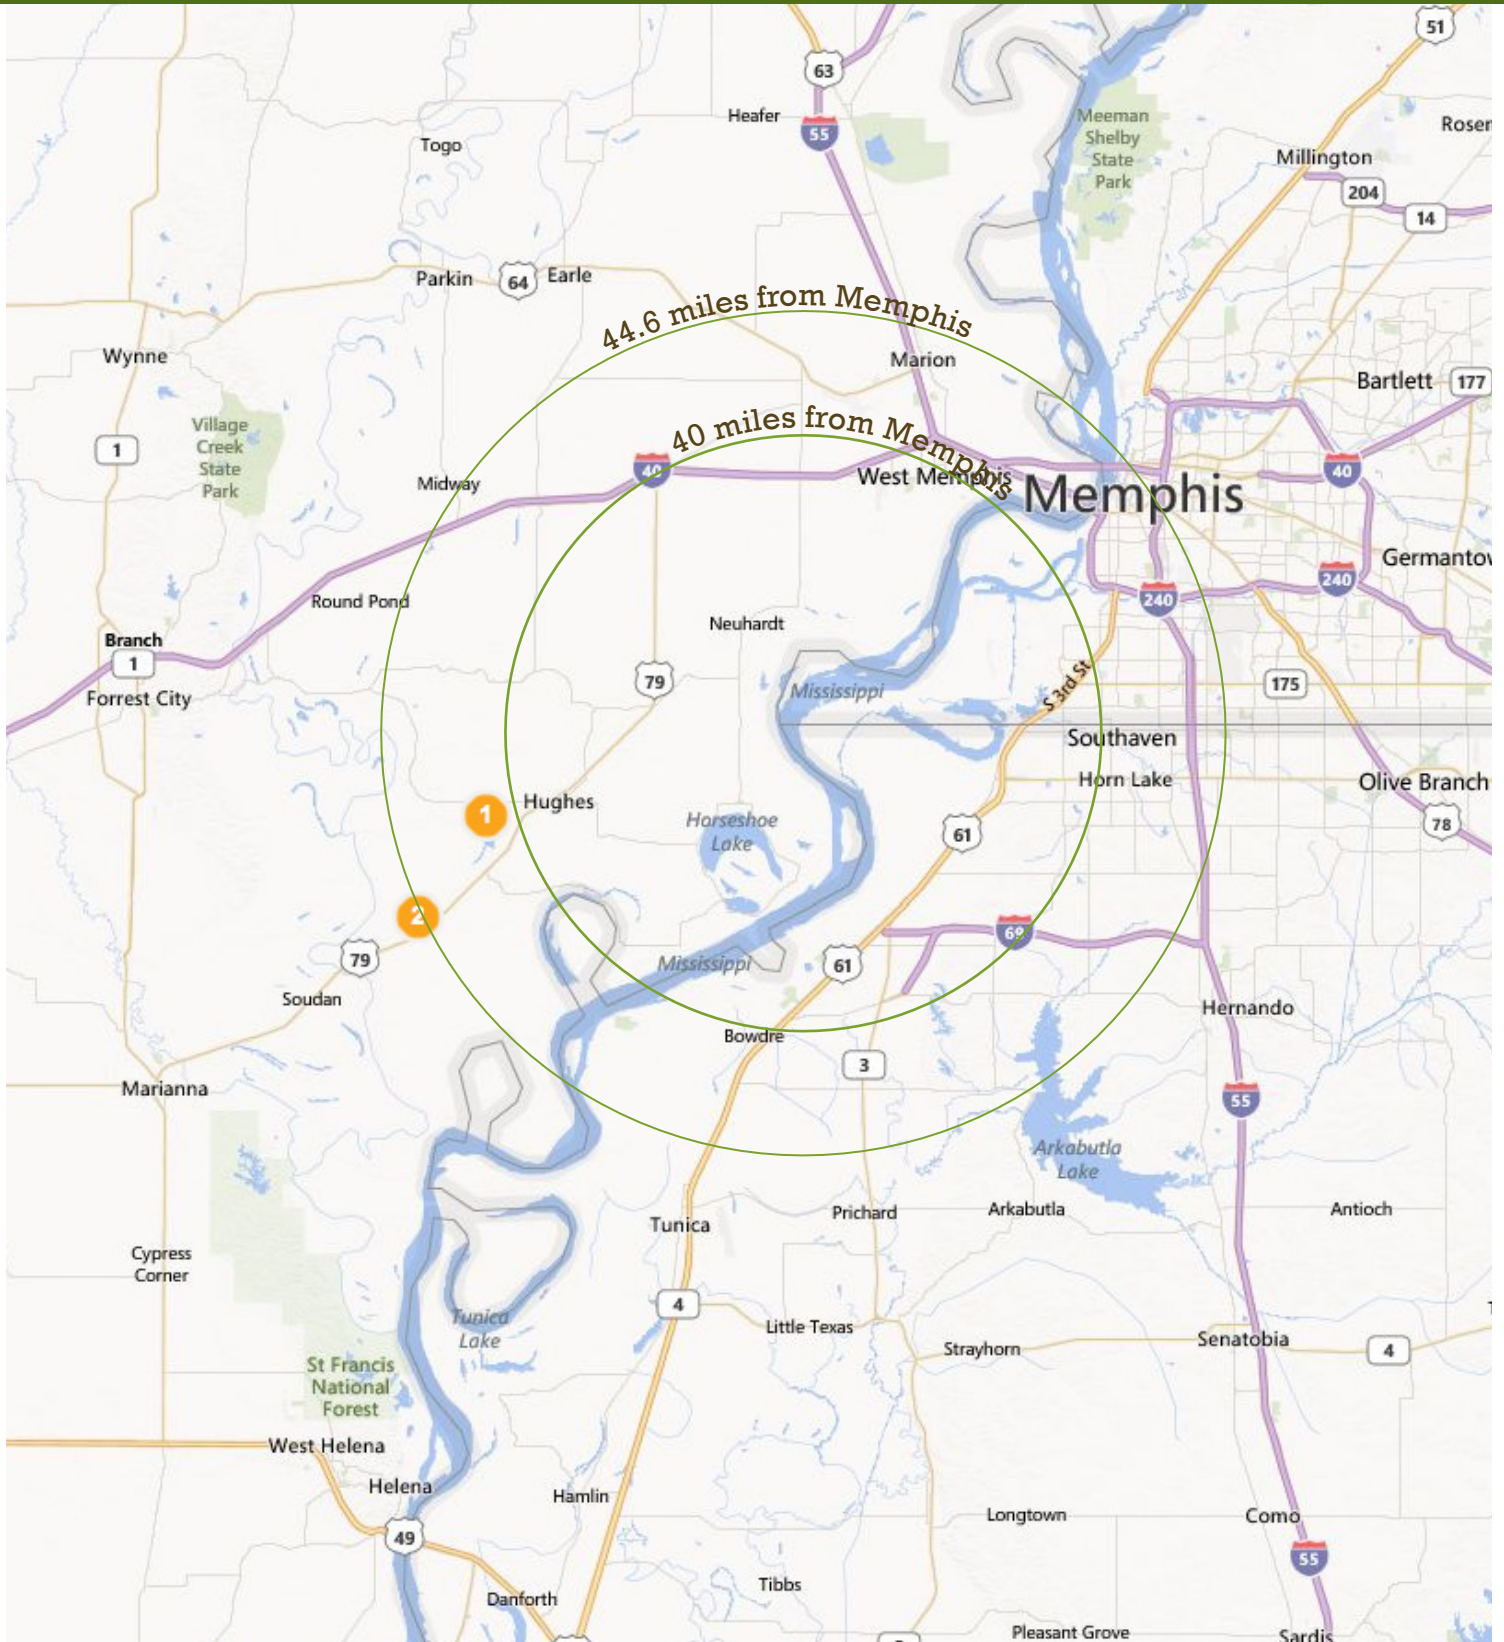 51
63
Heafer
55
Meeman
Shelby
State
Park
Togo
Millington
204
14
Parkin
64
Earle
44.6 miles from Memphis
Wynne
Marion
Bartlett
177
Village
Creek
State
Park
1
40 miles from Memphis
40
Midway
West Memphis
Memphis
40
Germantow
240
240
Round Pond
Neuhardt
Branch
1
Forrest City
79
Mississippi
S 3rd St
175
Southaven
Horn Lake
Olive Branch
1
Hughes
Horseshoe
Lake
61
78
2
79
69
Mississippi
61
Soudan
Hernando
Bowdre
3
Marianna
55
Arkabutla
Lake
Tunica
Prichard
Arkabutla
Antioch
Cypress
Corner
4
Tunica
Lake
Little Texas
Strayhorn
Senatobia
4
St Francis
National
Forest
West Helena
Helena
Hamlin
Longtown
Como
49
55
Tibbs
Danforth
Pleasant Grove
Sardis